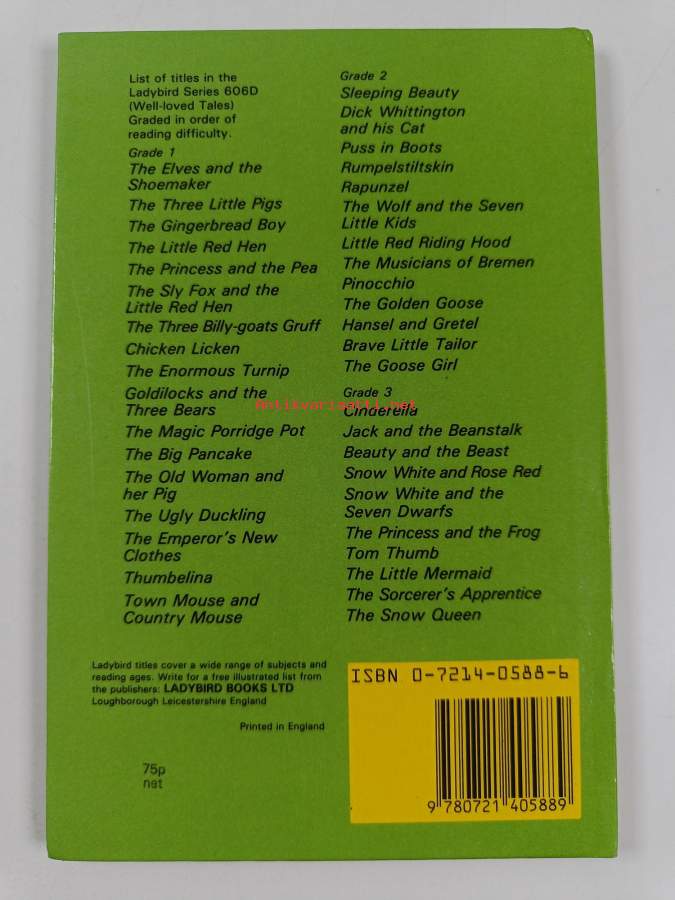 List of titles in the
Ladybird Series 606D
(Well-loved Tales)
Graded in order of
reading difficulty.
Grade 1
The Elves and the
Shoemaker
The Three Little Pigs
The Gingerbread Boy
The Little Red Hen
The Princess and the Pea
The Sly Fox and the
Little Red Hen
The Three Billy-goats Gruff
Chicken Licken
The Enormous Turnip
Goldilocks and the
Three Bears
The Magic Porridge Pot
The Big Pancake
The Old Woman and
her Pig
The Ugly Duckling
The Emperor's New
Clothes
Thumbelina
Town Mouse and
Country Mouse
Grade 2
Sleeping Beauty
Dick Whittington
and his Cat
Puss in Boots
Rumpelstiltskin
Rapunzel
The Wolf and the Seven
Little Kids
Little Red Riding Hood
The Musicians of Bremen
Pinocchio
The Golden Goose
Hansel and Gretel
Brave Little Tailor
The Goose Girl
Grade 3
Cinderella
Jack and the Beanstalk
Beauty and the Beast
Snow White and Rose Red
Snow White and the
Seven Dwarfs
The Princess and the Frog
Tom Thumb
The Little Mermaid
The Sorcerer's Apprentice
The Snow Queen
Antikvariaatti.net
Ladybird titles cover a wide range of subjects and
reading ages. Write for a free illustrated list from
the publishers: LADYBIRD BOOKS LTD
Loughborough Leicestershire England
Printed in England
75p
net
ISBN 0-7214-0588-6
9 780721 405889